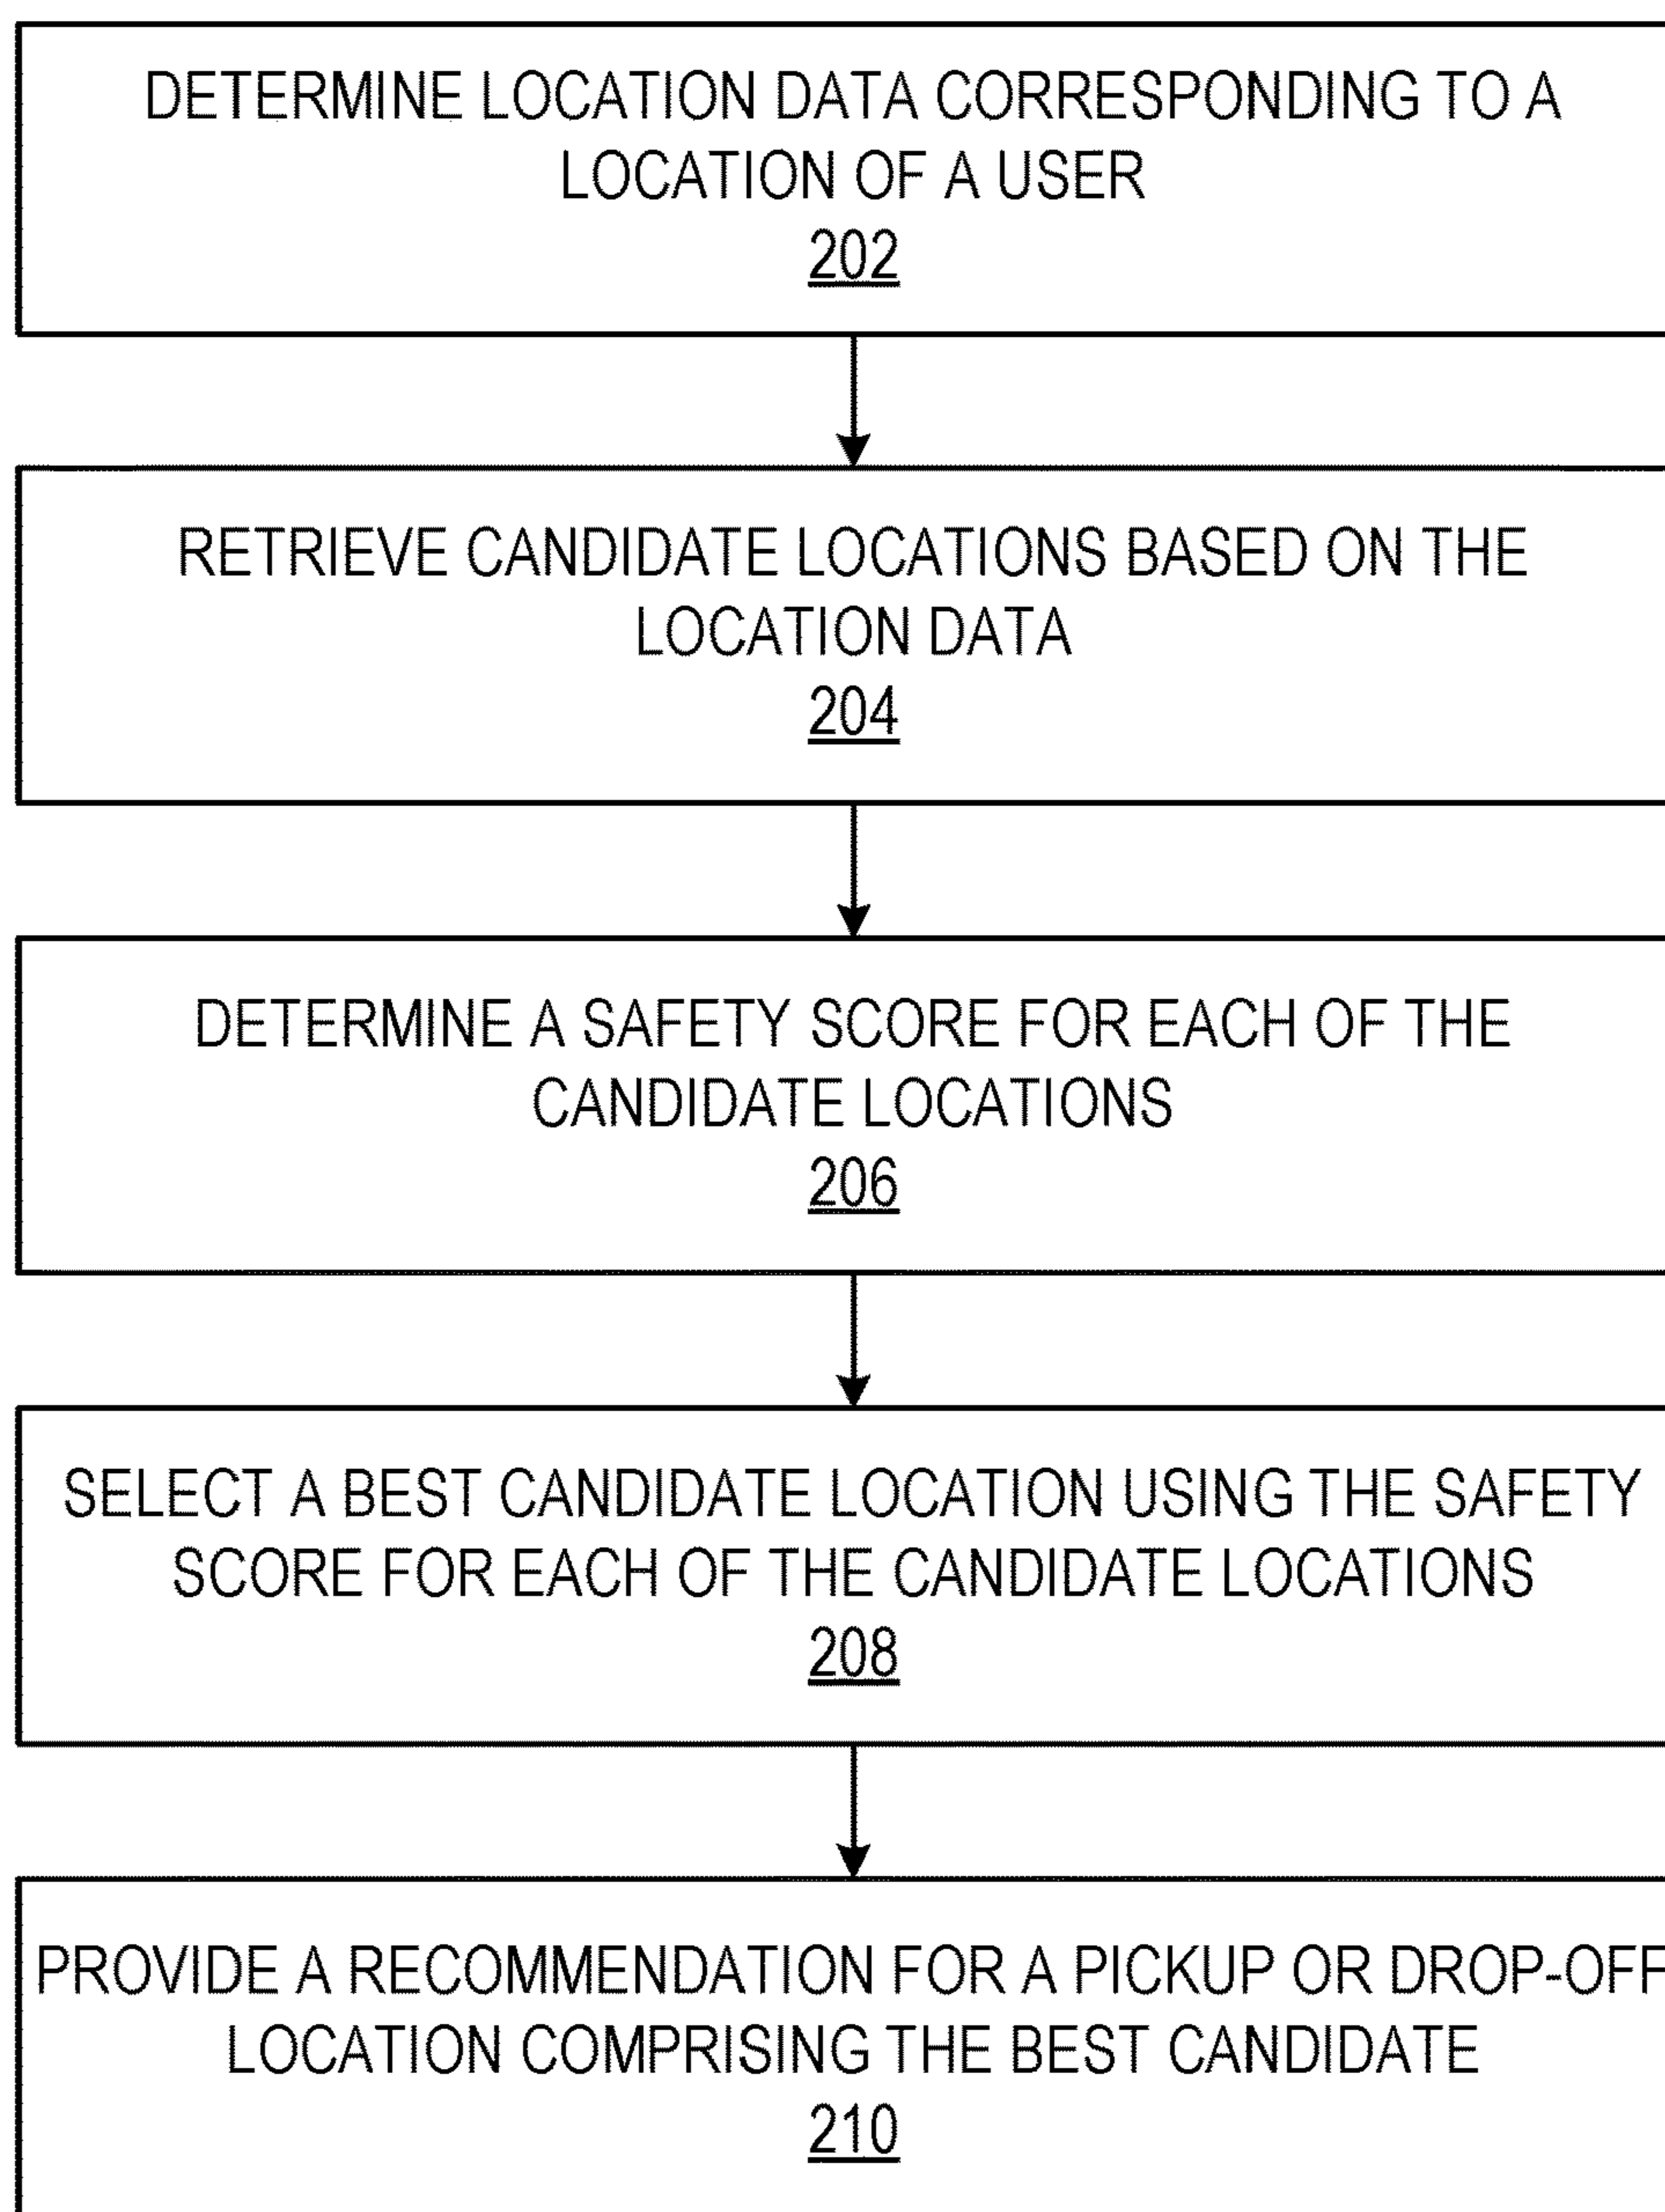 DETERMINE LOCATION DATA CORRESPONDING TO A
LOCATION OF A USER
202
RETRIEVE CANDIDATE LOCATIONS BASED ON THE
LOCATION DATA
204
DETERMINE A SAFETY SCORE FOR EACH OF THE
CANDIDATE LOCATIONS
206
SELECT A BEST CANDIDATE LOCATION USING THE SAFETY
SCORE FOR EACH OF THE CANDIDATE LOCATIONS
208
PROVIDE A RECOMMENDATION FOR A PICKUP OR DROP-OFF
LOCATION COMPRISING THE BEST CANDIDATE
210